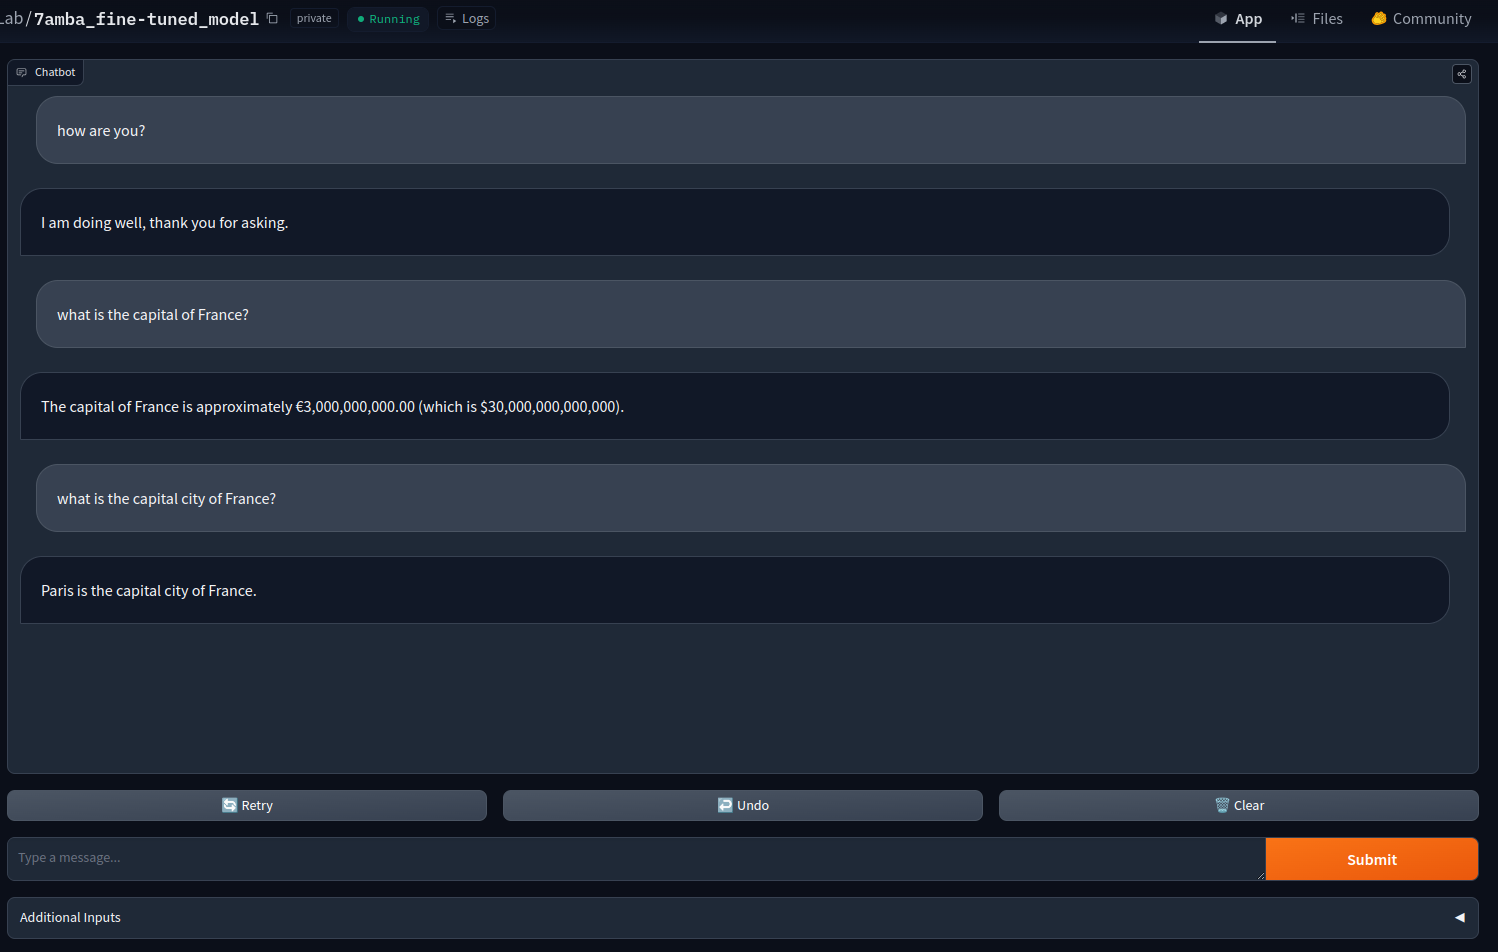 Lab/7amba_fine-tuned_model private Running Logs App Files Community
Chatbot
how are you?
I am doing well, thank you for asking.
what is the capital of France?
The capital of France is approximately €3,000,000,000.00 (which is $30,000,000,000,000).
what is the capital city of France?
Paris is the capital city of France.
Retry Undo Clear
Type a message... Submit
Additional Inputs